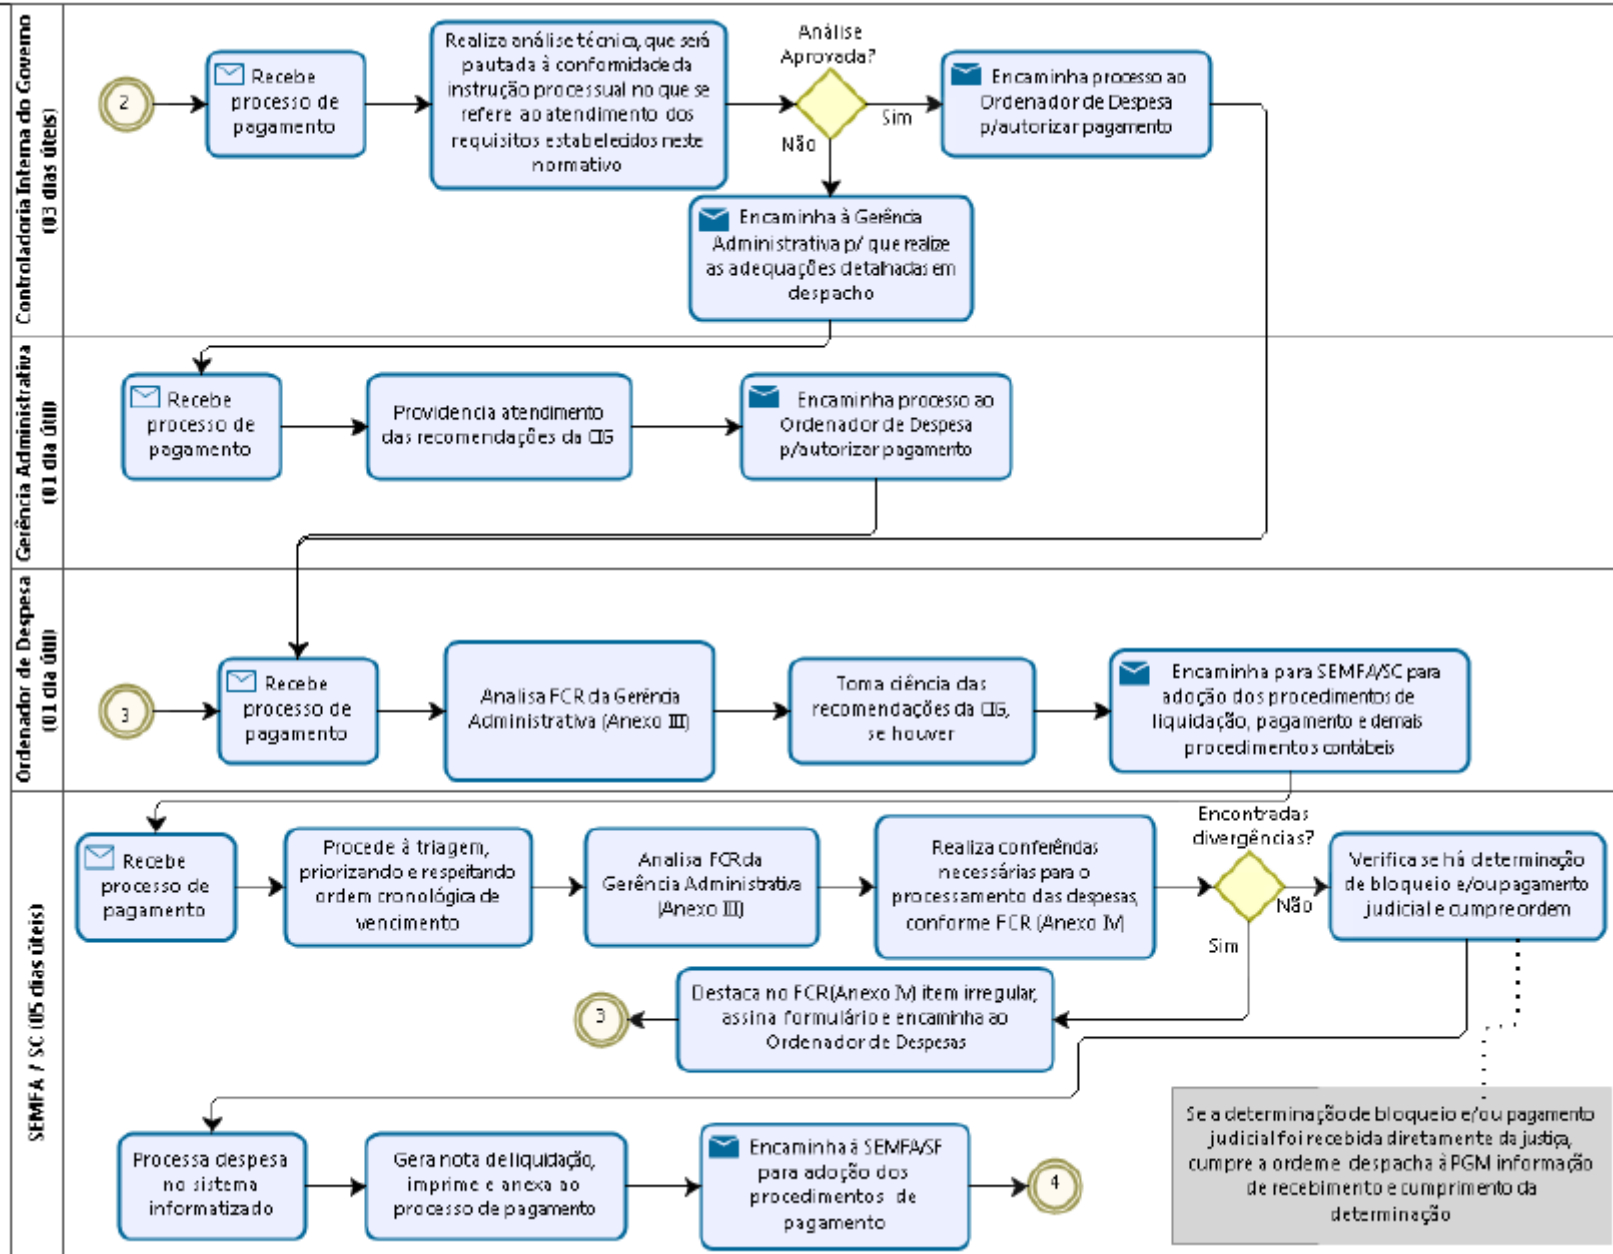 Controladoria Interna do Governo
(03 dias úteis)
2
Recebe
processo de
pagamento
Realiza análise técnica, que será
pautada à conformidade da
instrução processual no que se
refere ao atendimento dos
requisitos estabelecidos neste
normativo
Análise
Aprovada?
Sim
Não
Encaminha processo ao
Ordenador de Despesa
p/autorizar pagamento
Encaminha à Gerência
Administrativa p/ que realize
as adequações detalhadas em
despacho
Gerência Administrativa
(01 dia útil)
Recebe
processo de
pagamento
Providencia atendimento
das recomendações da CIG
Encaminha processo ao
Ordenador de Despesa
p/autorizar pagamento
Ordenador de Despesa
(01 dia útil)
3
Recebe
processo de
pagamento
Analisa FCR da Gerência
Administrativa (Anexo III)
Toma ciência das
recomendações da CIG,
se houver
Encaminha para SEMFA/SC para
adoção dos procedimentos de
liquidação, pagamento e demais
procedimentos contábeis
SEMFA / SC (05 dias úteis)
Recebe
processo de
pagamento
Procede à triagem,
priorizando e respeitando
ordem cronológica de
vencimento
Analisa FCR da
Gerência Administrativa
(Anexo III)
Realiza conferências
necessárias para o
processamento das despesas,
conforme FCR (Anexo IV)
Encontradas
divergências?
Não
Sim
Verifica se há determinação
de bloqueio e/ou pagamento
judicial e cumpre ordem
3
Destaca no FCR(Anexo IV) item irregular,
assina formulário e encaminha ao
Ordenador de Despesas
Processa despesa
no sistema
informatizado
Gera nota de liquidação,
imprime e anexa ao
processo de pagamento
Encaminha à SEMFA/SF
para adoção dos
procedimentos de
pagamento
4
Se a determinação de bloqueio e/ou pagamento
judicial foi recebida diretamente da justiça,
cumpre a ordem e despacha à PGM informação
de recebimento e cumprimento da
determinação